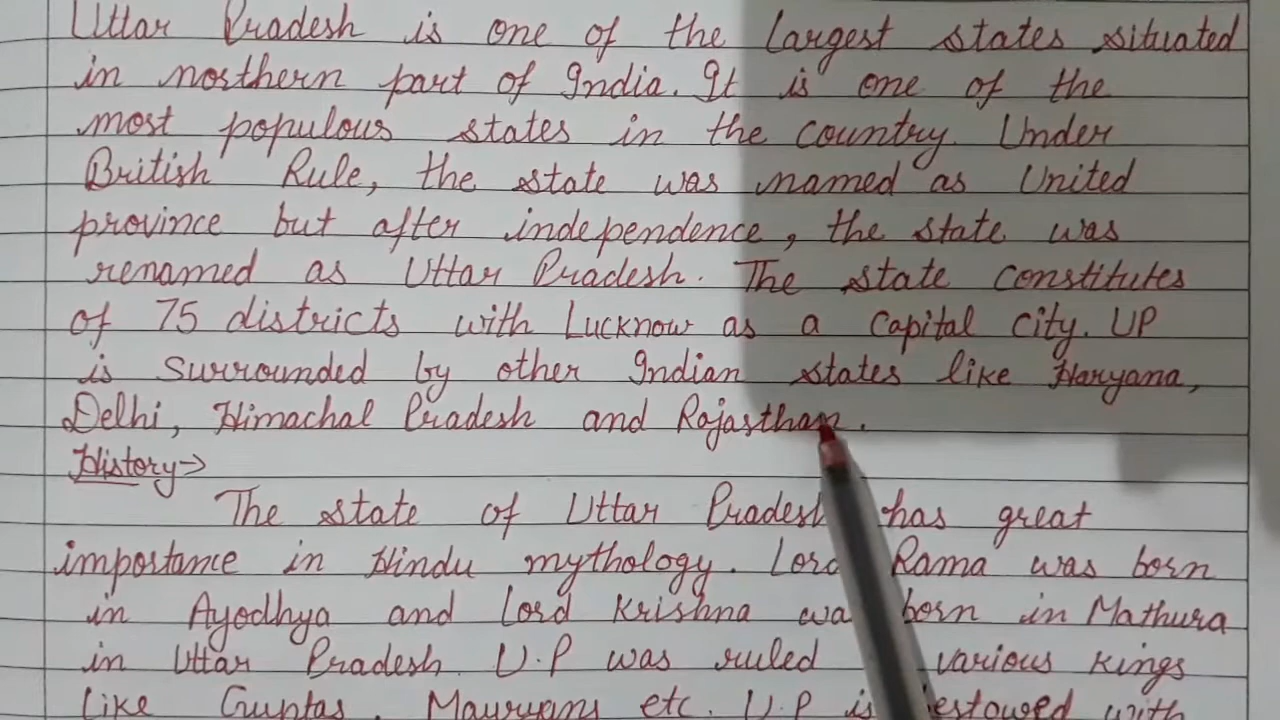 Uttar Pradesh is one of the largest states situated
in northern part of India. It is one of the
most populous states in the country. Under
British Rule, the state was named as United
province but after independence, the state was
renamed as Uttar Pradesh. The state constitutes
of 75 districts with Lucknow as a capital city. UP
is surrounded by other Indian states like Haryana,
Delhi, Himachal Pradesh and Rajasthan.
History->
The state of Uttar Pradesh has great
importance in Hindu mythology. Lord Rama was born
in Ayodhya and Lord Krishna was born in Mathura
in Uttar Pradesh. U.P was ruled various kings
like Guptas, Mauryans etc. U.P is bestowed with